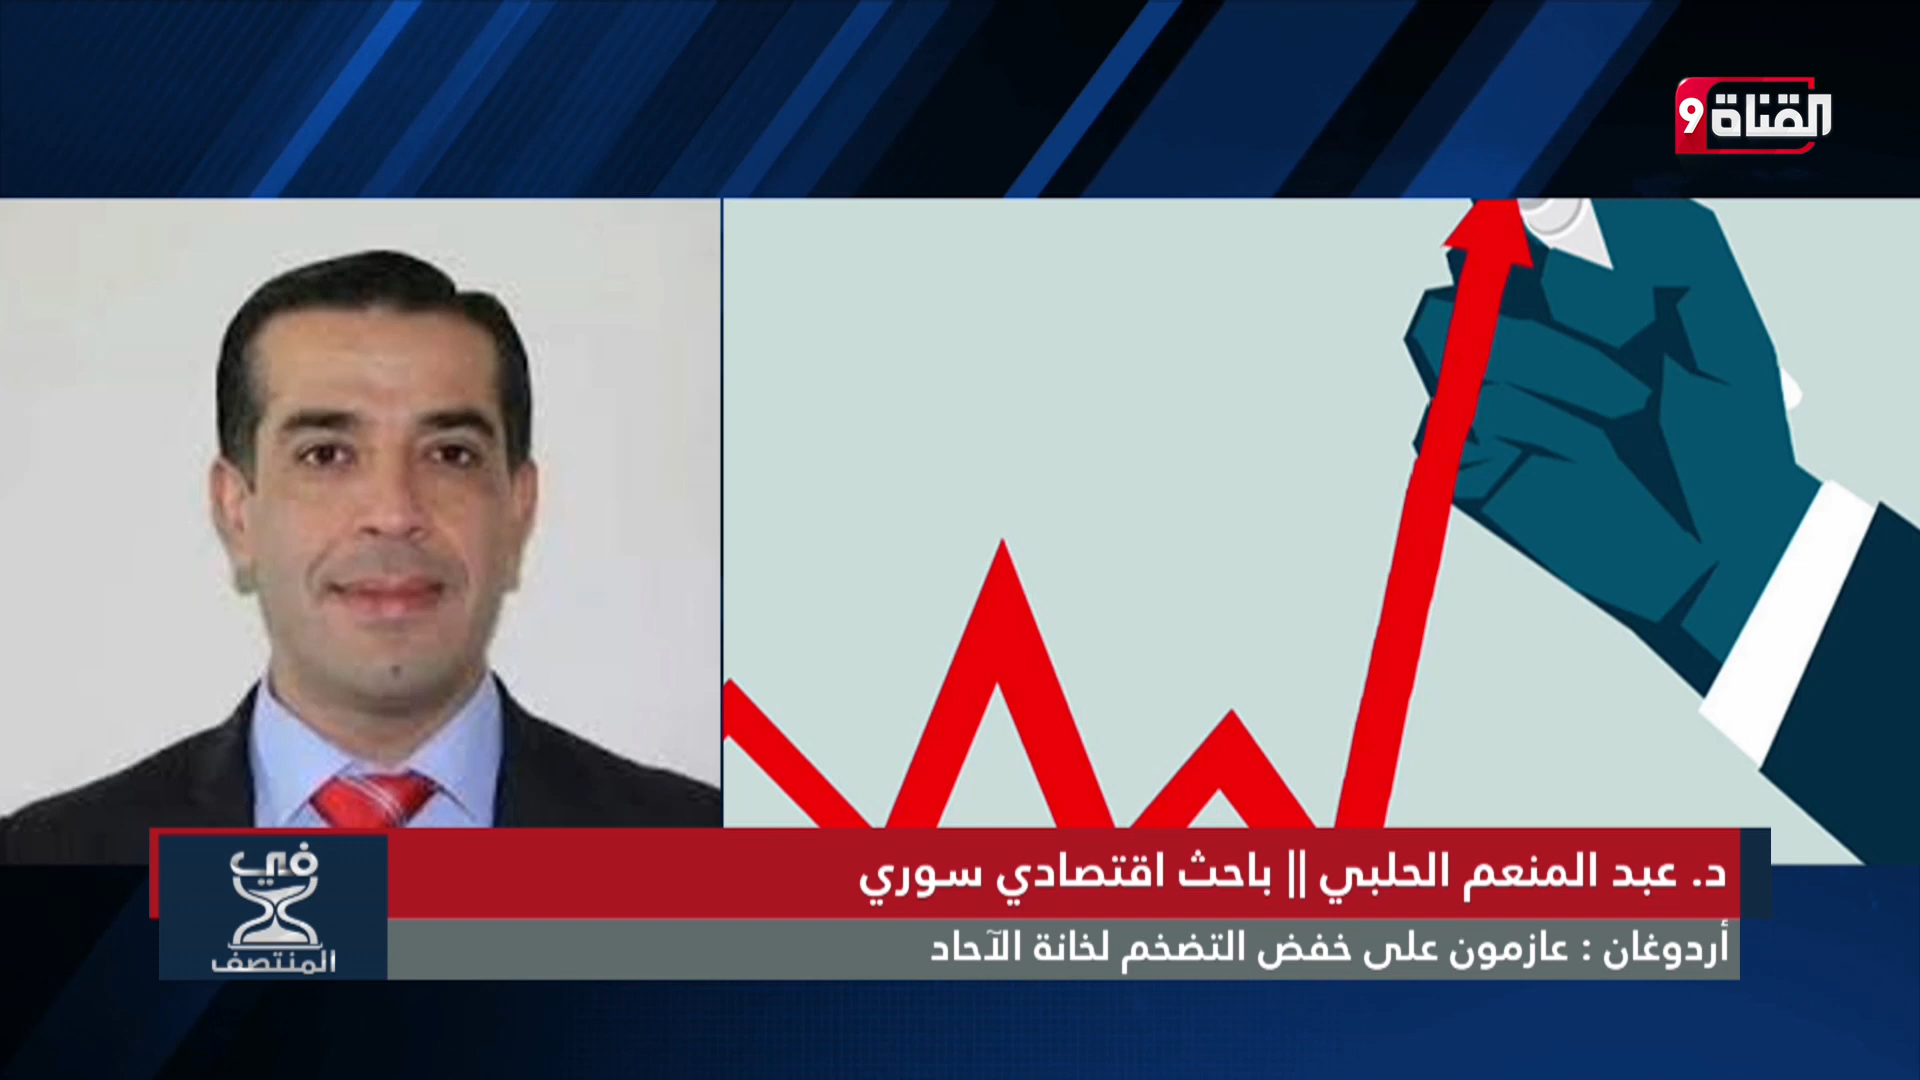 القناة 9
د. عبد المنعم الحلبي || باحث اقتصادي سوري
أردوغان : عازمون على خفض التضخم لخانة الآحاد
في
المنتصف